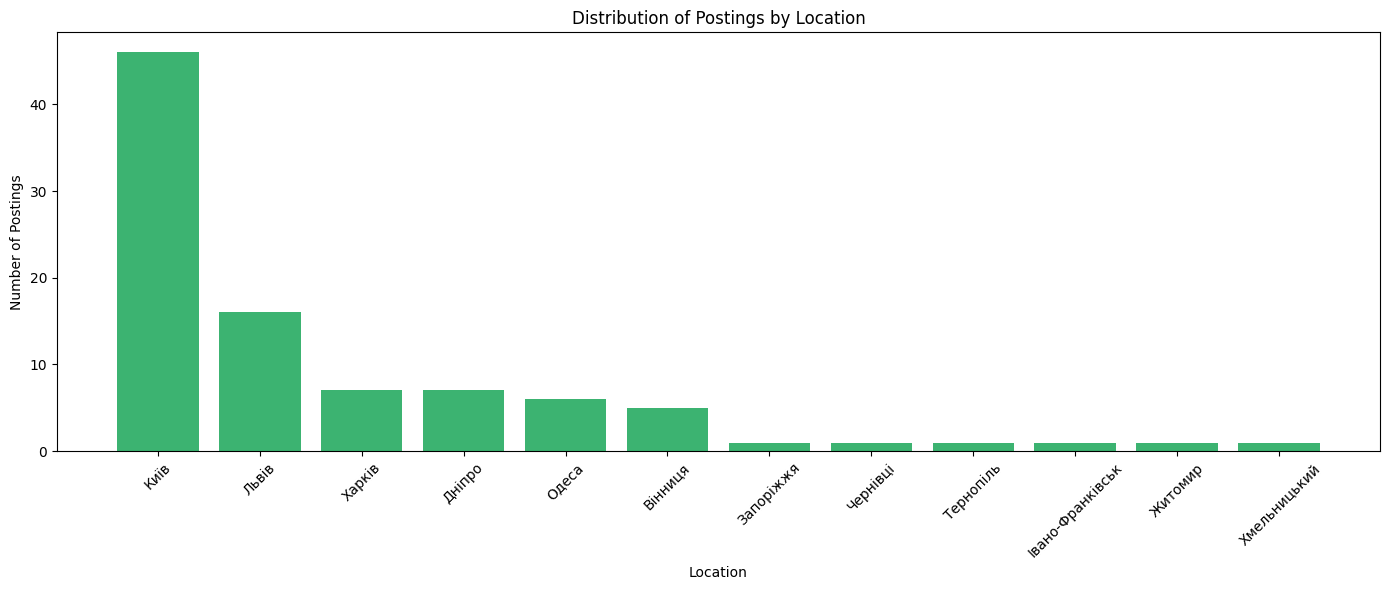 Distribution of Postings by Location
Number of Postings
40
30
20
10
0
Київ
Львів
Харків
Дніпро
Одеса
Вінниця
Запоріжжя
Чернівці
Тернопіль
Івано-Франківськ
Житомир
Хмельницький
Location